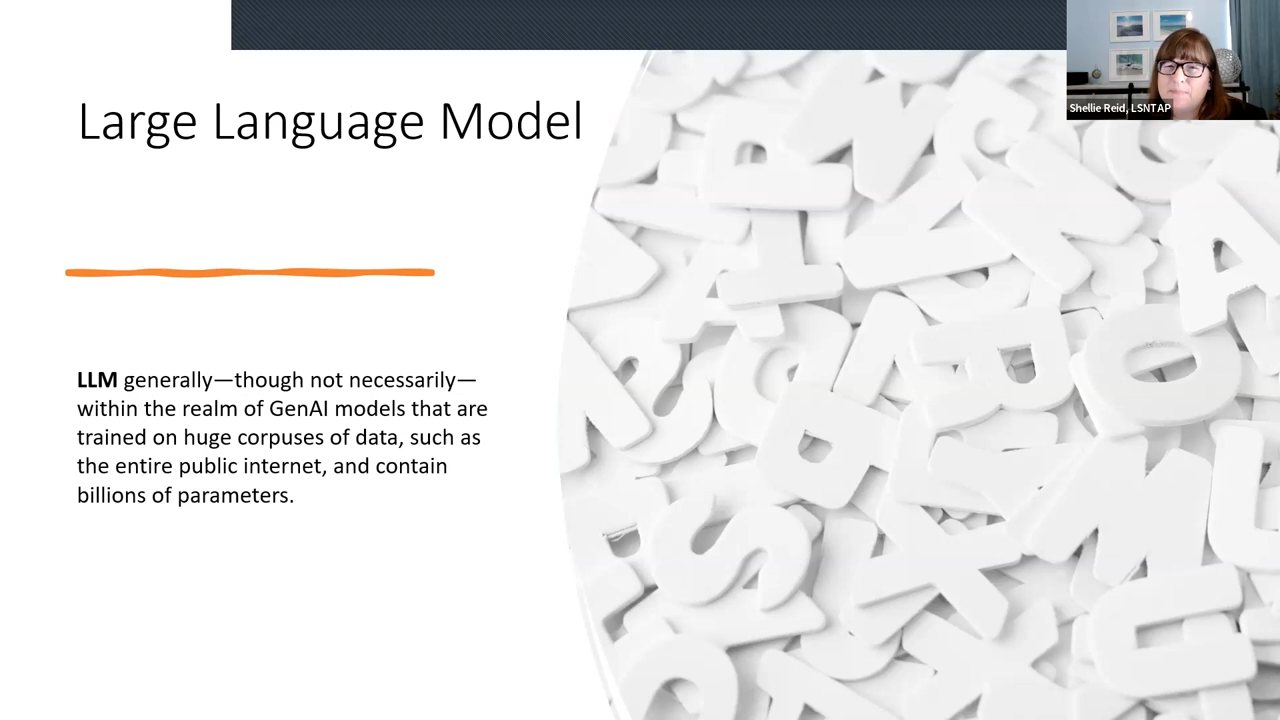 Large Language Model
Shellie Reid, LSNTAP
LLM generally—though not necessarily—
within the realm of GenAI models that are
trained on huge corpuses of data, such as
the entire public internet, and contain
billions of parameters.